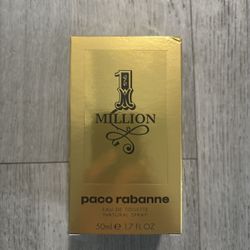 1
MILLION
paco rabanne
EAU DE TOILETTE
NATURAL SPRAY
50ml ℮ 1.7 FL.OZ